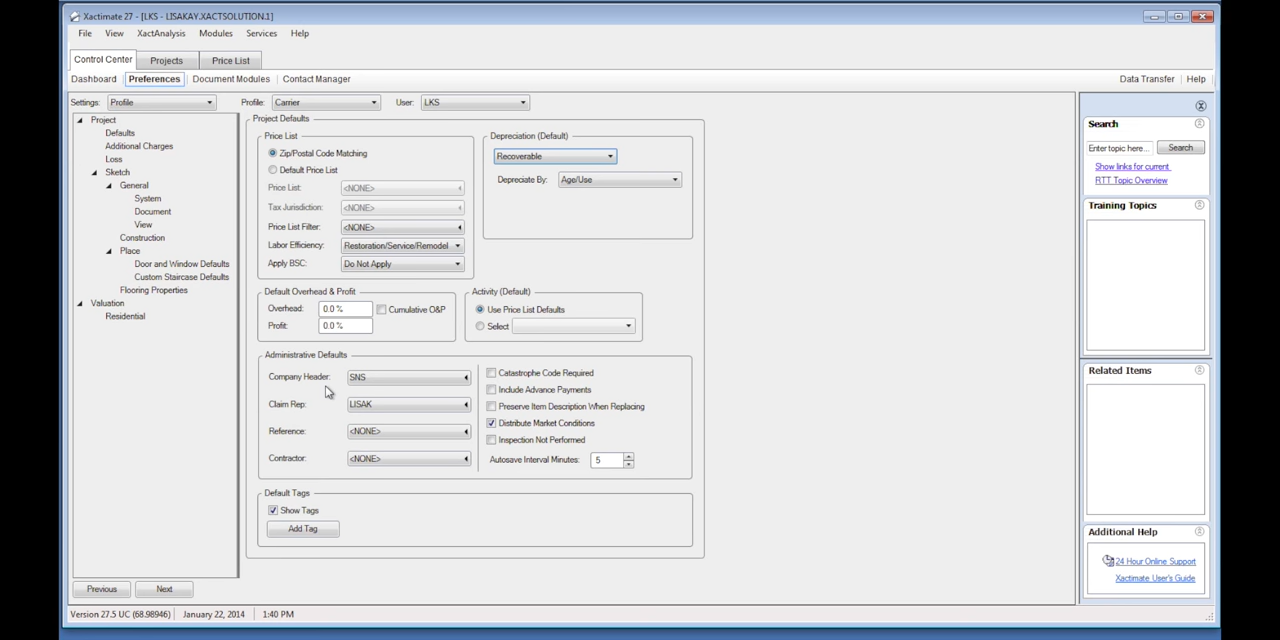 Xactimate 27 - [LKS - LISAKAY.XACTSOLUTION.1]
File View XactAnalysis Modules Services Help
Control Center Projects Price List
Dashboard Preferences Document Modules Contact Manager Data Transfer Help
Settings: Profile Profile: Carrier User: LKS
Project
Defaults
Additional Charges
Loss
Sketch
General
System
Document
View
Construction
Place
Door and Window Defaults
Custom Staircase Defaults
Flooring Properties
Valuation
Residential
Previous Next
Project Defaults
Price List
Zip/Postal Code Matching
Default Price List
Price List: <NONE>
Tax Jurisdiction: <NONE>
Price List Filter: <NONE>
Labor Efficiency: Restoration/Service/Remodel
Apply BSC: Do Not Apply
Depreciation (Default)
Recoverable
Depreciate By: Age/Use
Default Overhead & Profit
Overhead: 0.0 % Cumulative O&P
Profit: 0.0 %
Activity (Default)
Use Price List Defaults
Select
Administrative Defaults
Company Header: SNS
Claim Rep: LISAK
Reference: <NONE>
Contractor: <NONE>
Catastrophe Code Required
Include Advance Payments
Preserve Item Description When Replacing
Distribute Market Conditions
Inspection Not Performed
Autosave Interval Minutes: 5
Default Tags
Show Tags
Add Tag
Search
Enter topic here... Search
Show links for current
RTT Topic Overview
Training Topics
Related Items
Additional Help
24 Hour Online Support
Xactimate User's Guide
Version 27.5 UC (68.98946) January 22, 2014 1:40 PM